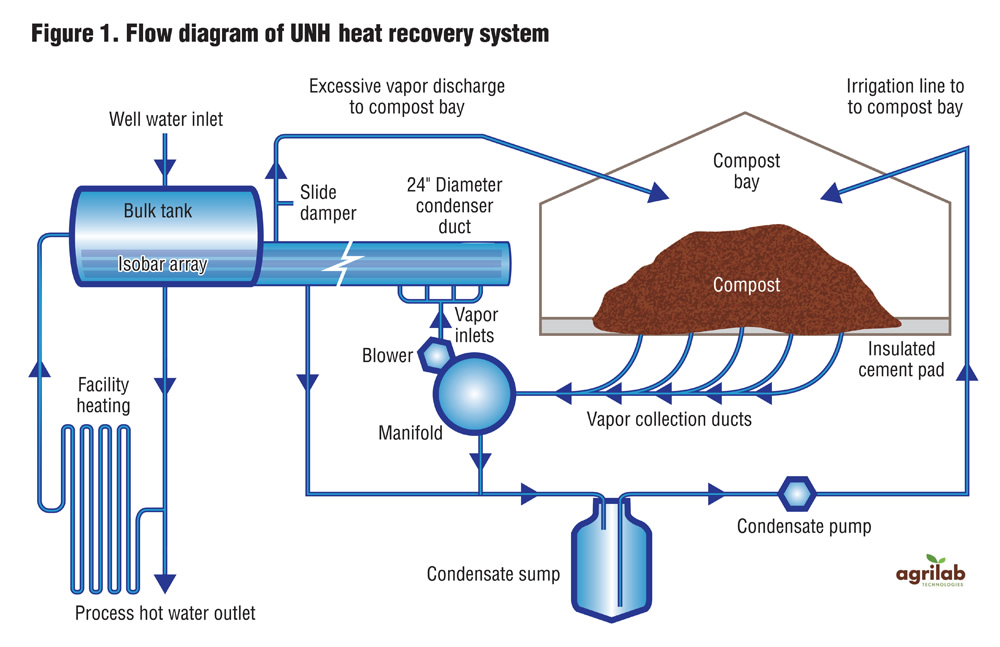 Figure 1. Flow diagram of UNH heat recovery system
Excessive vapor discharge
to compost bay
Irrigation line to
to compost bay
Well water inlet
Compost
bay
24" Diameter
condenser
duct
Slide
damper
Bulk tank
Isobar array
Compost
Vapor
inlets
Blower
Insulated
cement pad
Facility
heating
Manifold
Vapor collection ducts
Condensate pump
Condensate sump
Process hot water outlet
agrilab
TECHNOLOGIES